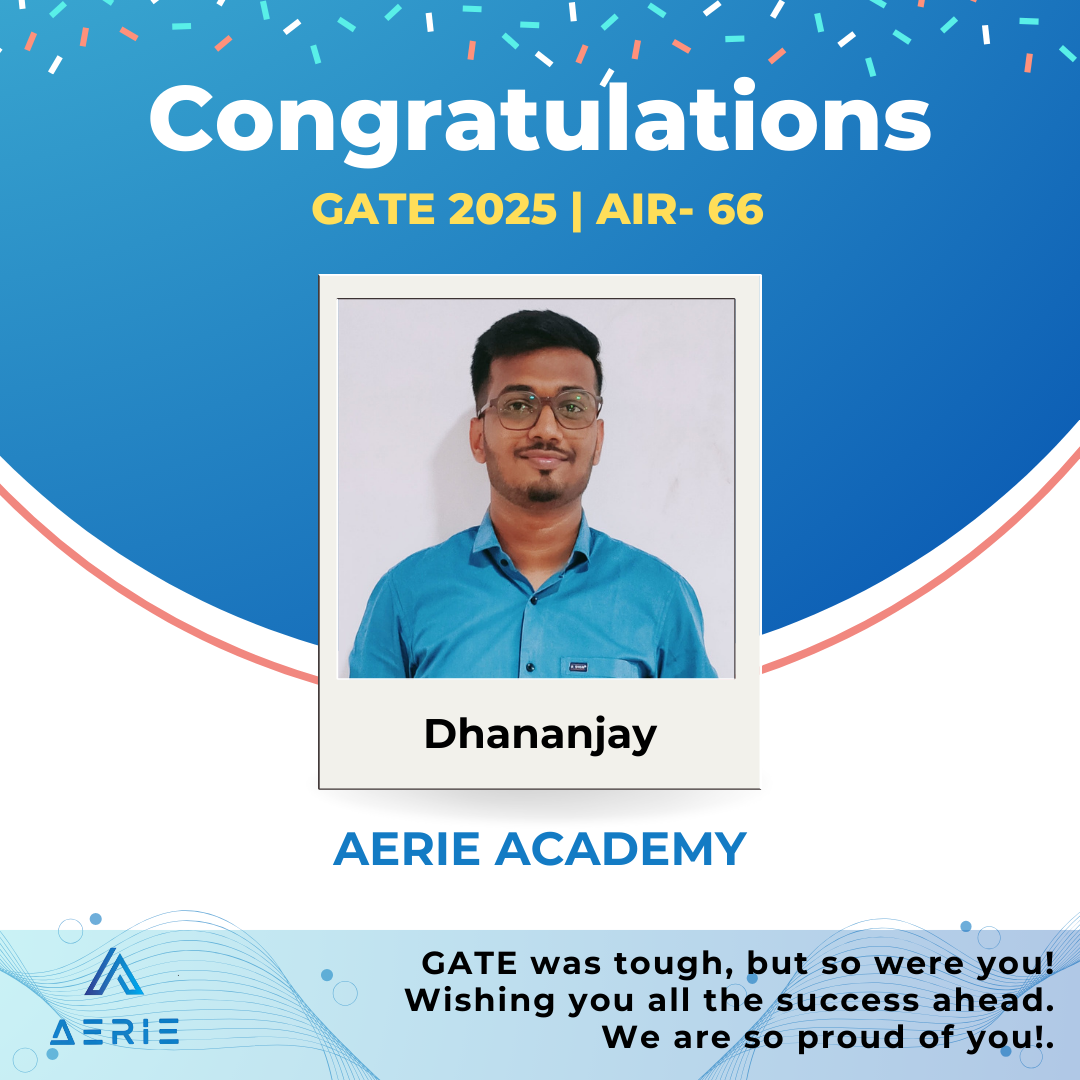 Congratulations
GATE 2025 | AIR- 66
Dhananjay
AERIE ACADEMY
AERIE
GATE was tough, but so were you!
Wishing you all the success ahead.
We are so proud of you!.